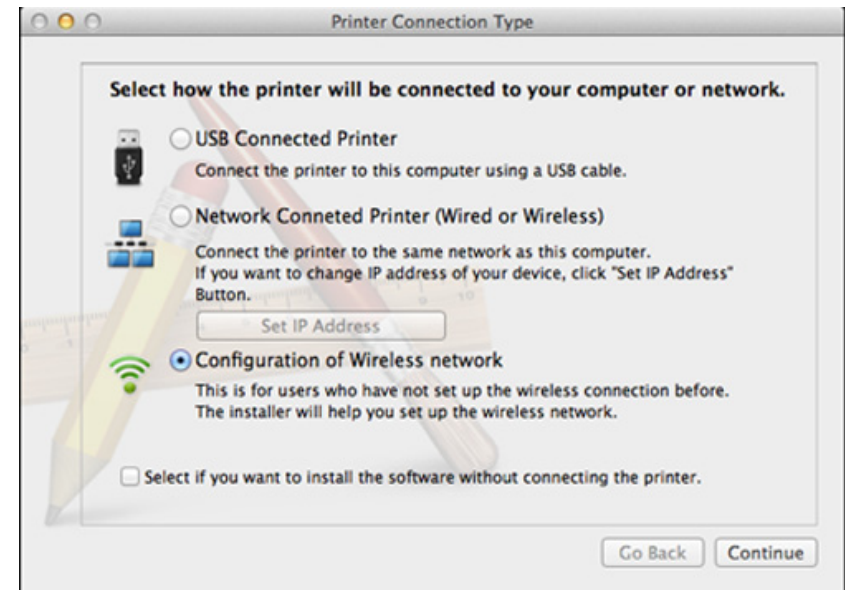 Printer Connection Type
Select how the printer will be connected to your computer or network.
USB Connected Printer
Connect the printer to this computer using a USB cable.
Network Conneted Printer (Wired or Wireless)
Connect the printer to the same network as this computer.
If you want to change IP address of your device, click "Set IP Address"
Button.
Set IP Address
Configuration of Wireless network
This is for users who have not set up the wireless connection before.
The installer will help you set up the wireless network.
Select if you want to install the software without connecting the printer.
Go Back Continue